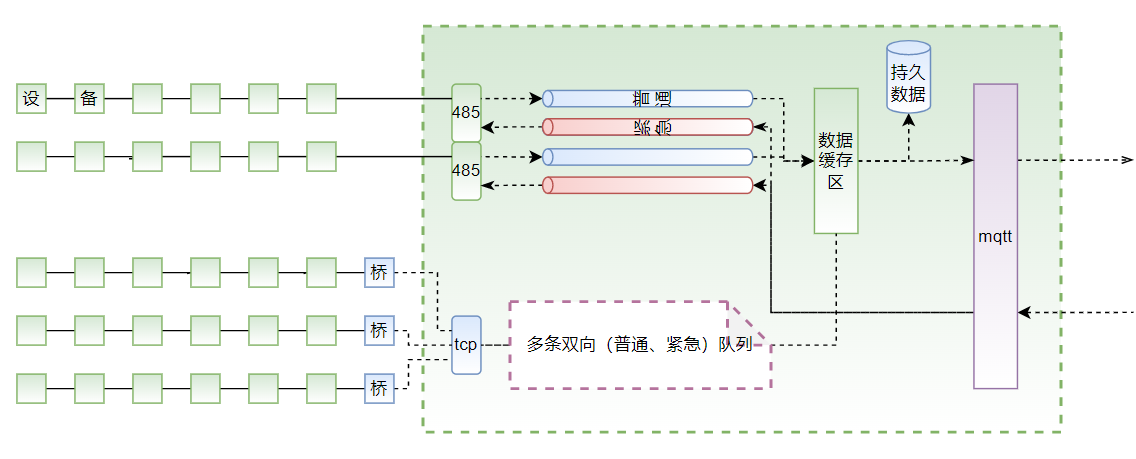 设 备
485
485
持久
数据
数据
缓存
区
mqtt
桥
桥
桥
tcp
多条双向（普通、紧急）队列